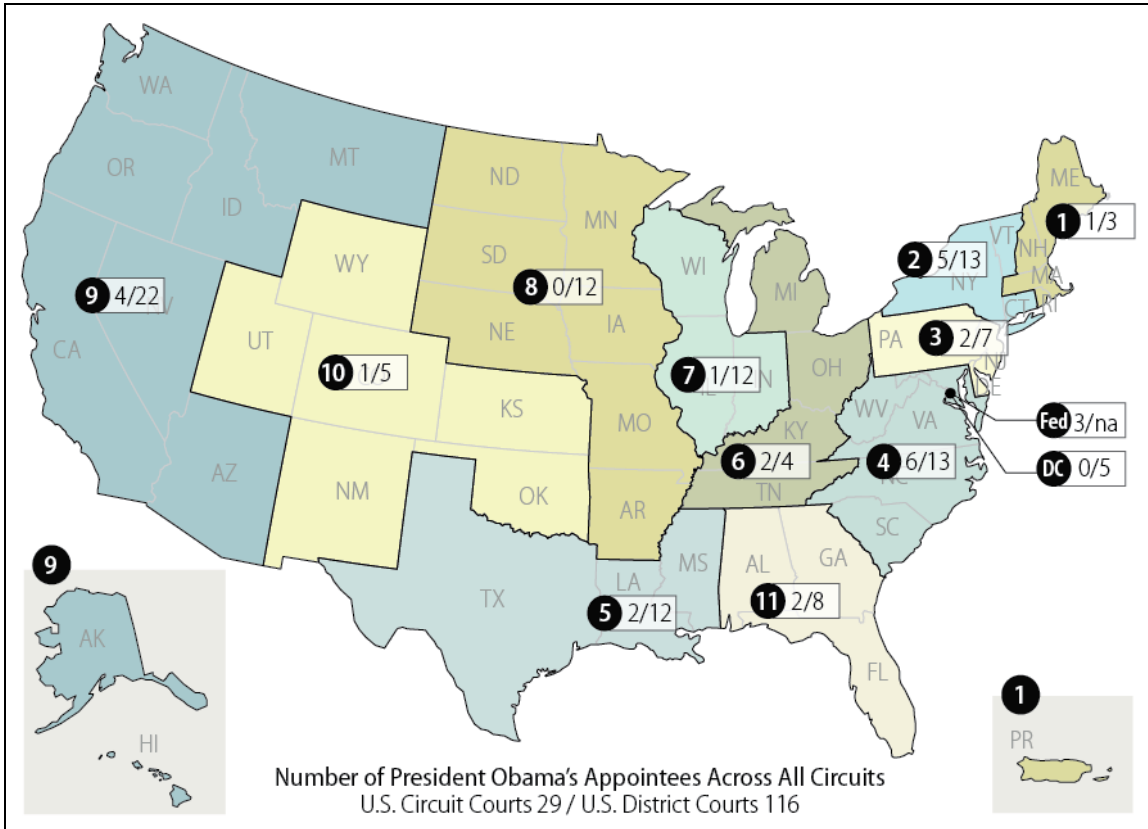 WA
OR
ID
MT
ND
MN
SD
WY
NE
IA
WI
MI
ME
VT
NH
MA
NY
CT
RI
1 1/3
2 5/13
3 2/7
PA
NJ
DE
9 4/22
NV
CA
UT
10 1/5
CO
8 0/12
7 1/12
IL
IN
OH
WV
VA
Fed 3/na
DC 0/5
KS
MO
KY
6 2/4
4 6/13
NC
AZ
NM
OK
AR
TN
SC
TX
LA
MS
AL
GA
5 2/12
11 2/8
FL
9
AK
HI
1
PR
Number of President Obama's Appointees Across All Circuits
U.S. Circuit Courts 29 / U.S. District Courts 116